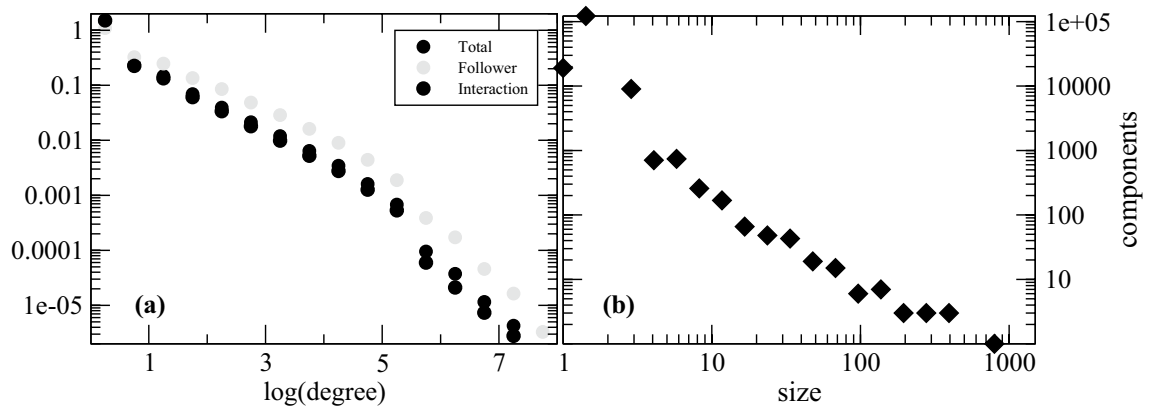 1
0.1
0.01
0.001
0.0001
1e-05
Total
Follower
Interaction
(a)
1 3 5 7
log(degree)
1e+05
10000
1000
100
10
components
(b)
1 10 100 1000
size